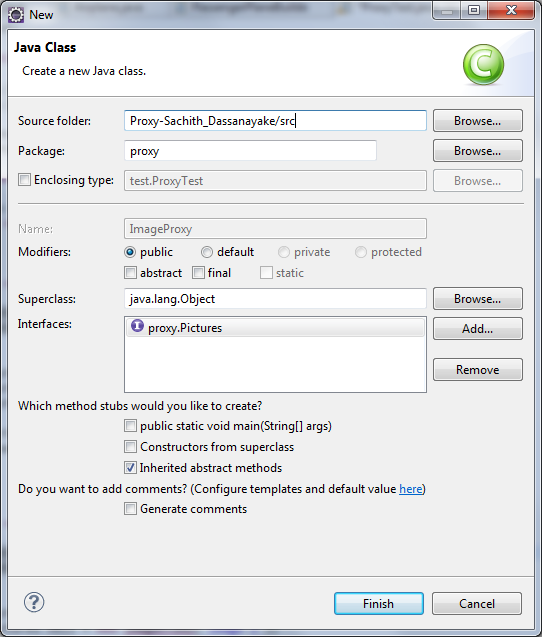 New
Java Class
Create a new Java class.
C
Source folder: Proxy-Sachith_Dassanayake/src Browse...
Package: proxy Browse...
Enclosing type: test.ProxyTest Browse...
Name: ImageProxy
Modifiers: public default private protected
abstract final static
Superclass: java.lang.Object Browse...
Interfaces: I proxy.Pictures Add...
Remove
Which method stubs would you like to create?
public static void main(String[] args)
Constructors from superclass
Inherited abstract methods
Do you want to add comments? (Configure templates and default value here)
Generate comments
? Finish Cancel